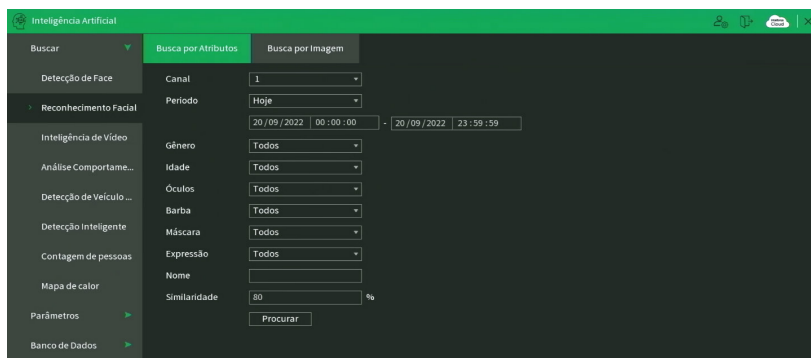 Inteligência Artificial
Cloud
Buscar
Detecção de Face
Reconhecimento Facial
Inteligência de Vídeo
Análise Comportame...
Detecção de Veículo ...
Detecção Inteligente
Contagem de pessoas
Mapa de calor
Parâmetros
Banco de Dados
Busca por Atributos
Busca por Imagem
Canal 1
Periodo Hoje
20/09/2022 00:00:00 - 20/09/2022 23:59:59
Gênero Todos
Idade Todos
Óculos Todos
Barba Todos
Máscara Todos
Expressão Todos
Nome
Similaridade 80 %
Procurar